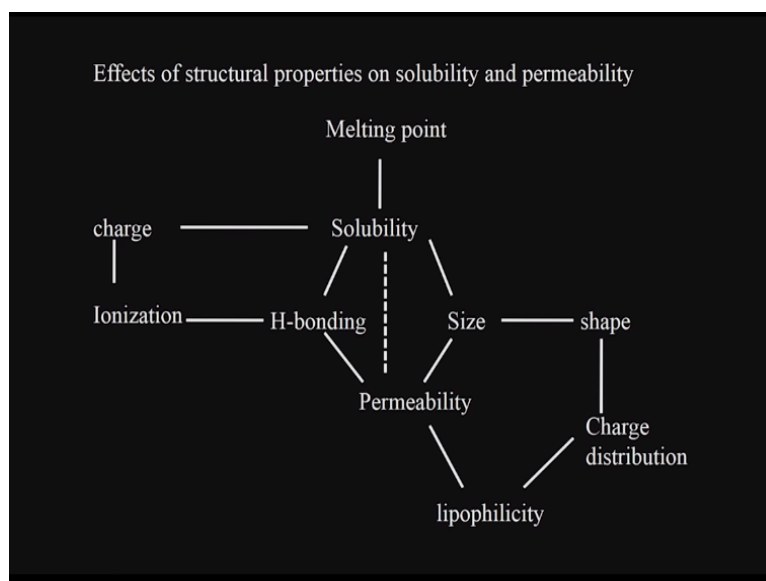 Effects of structural properties on solubility and permeability
Melting point
charge
Solubility
Ionization
H-bonding
Size
shape
Permeability
Charge
distribution
lipophilicity